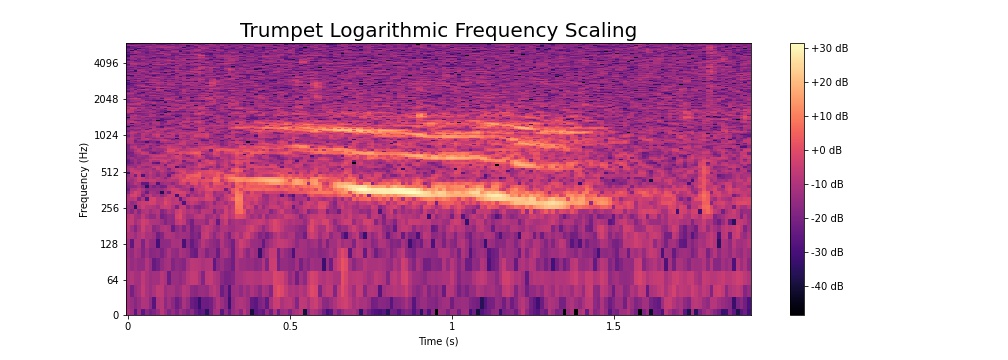 Trumpet Logarithmic Frequency Scaling
Frequency (Hz)
4096
2048
1024
512
256
128
64
0
0
0.5
1
1.5
Time (s)
+30 dB
+20 dB
+10 dB
+0 dB
-10 dB
-20 dB
-30 dB
-40 dB